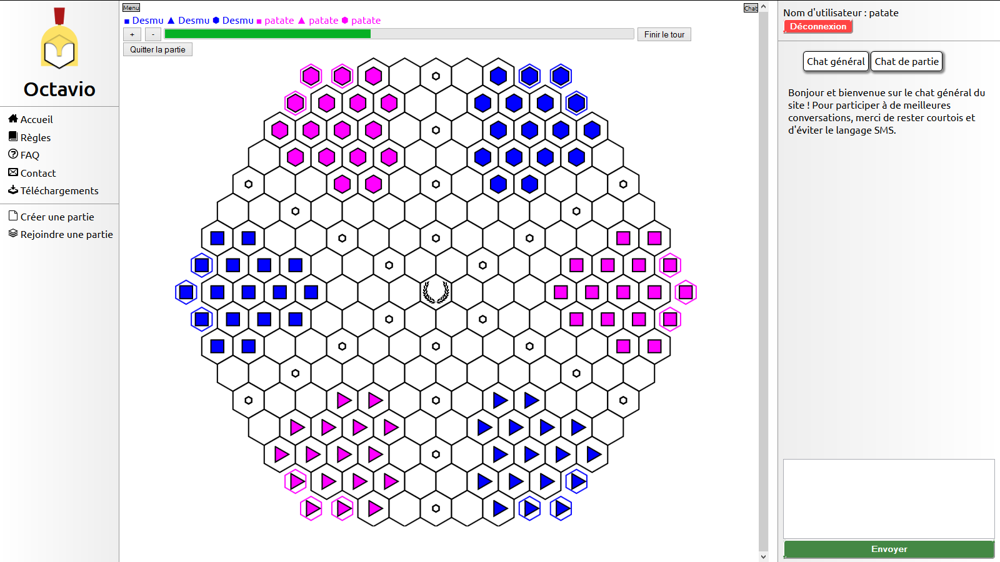 Menu
Chat
■ Desmu ▲ Desmu ⬢ Desmu ■ patate ▲ patate ⬢ patate
+
-
Finir le tour
Quitter la partie
Octavio
Accueil
Règles
FAQ
Contact
Téléchargements
Créer une partie
Rejoindre une partie
Nom d'utilisateur : patate
Déconnexion
Chat général
Chat de partie
Bonjour et bienvenue sur le chat général du
site ! Pour participer à de meilleures
conversations, merci de rester courtois et
d'éviter le langage SMS.
Envoyer